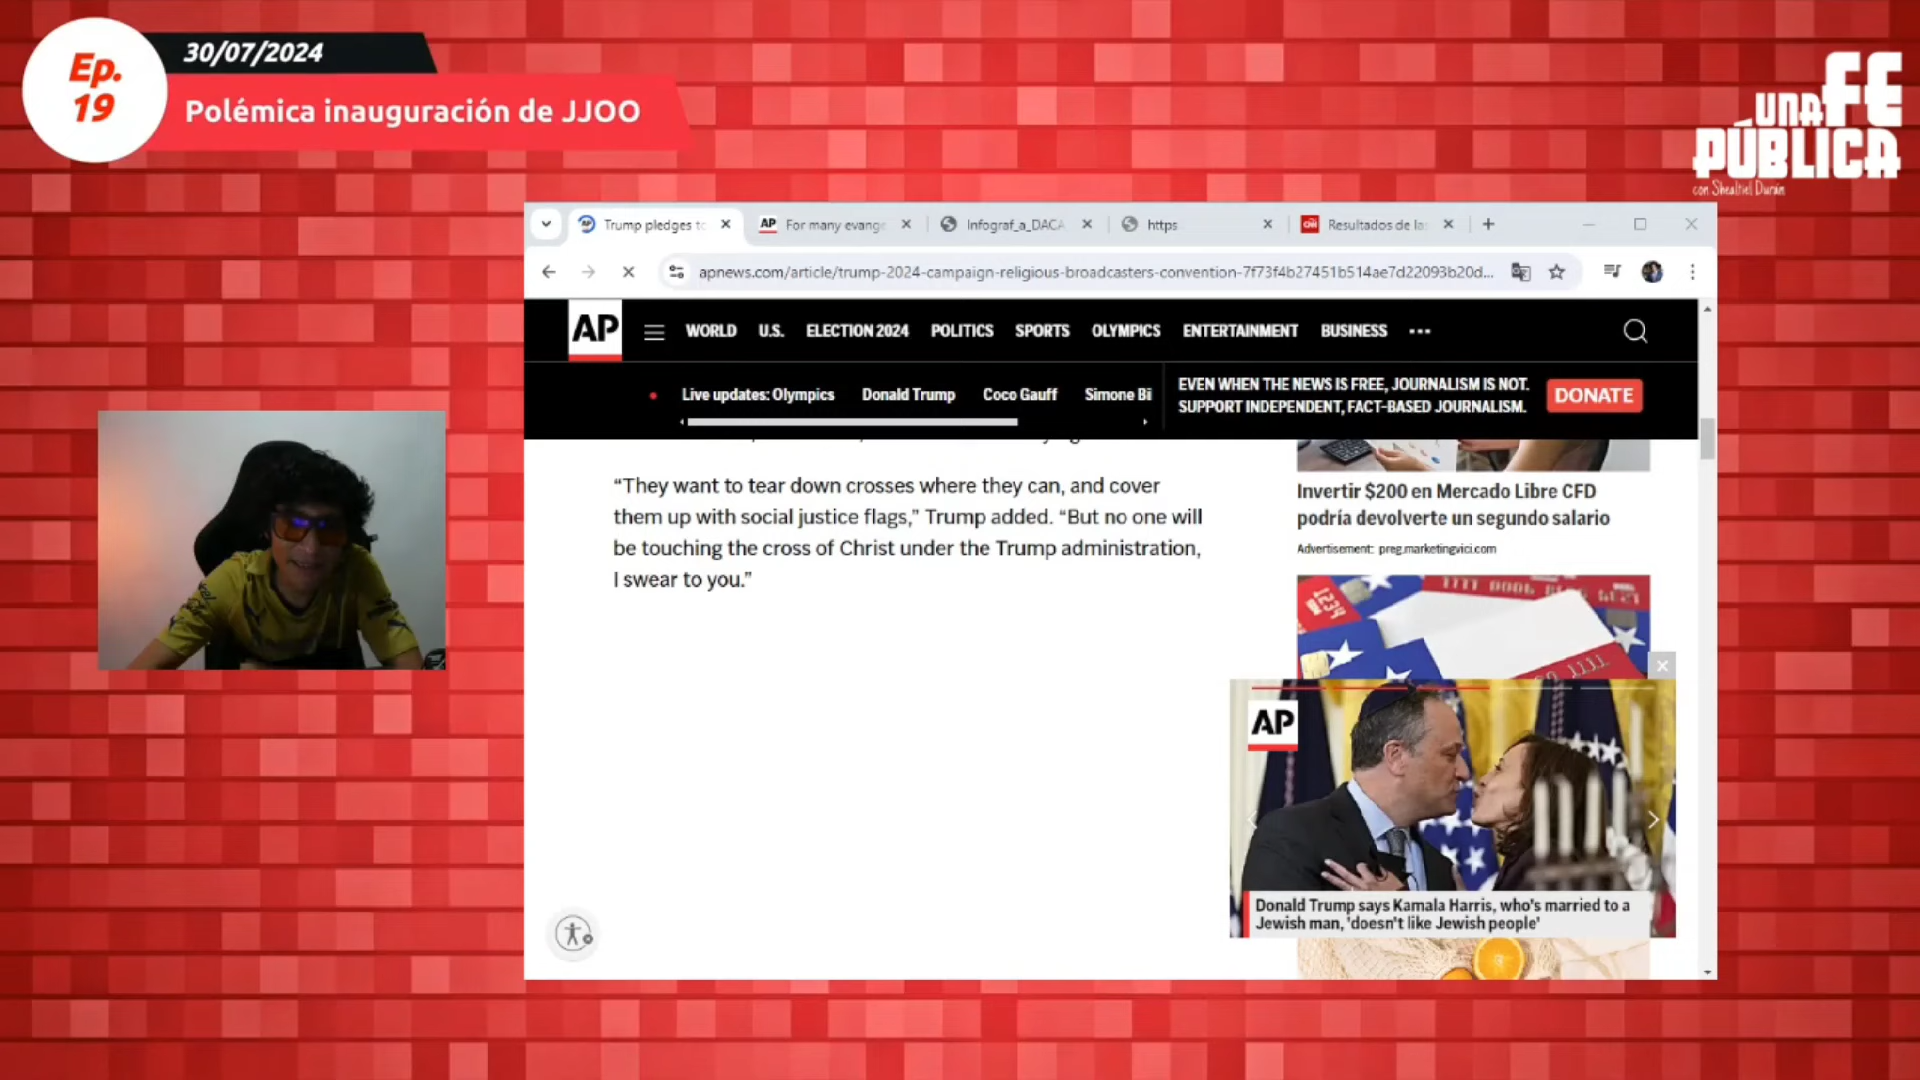 Ep.
19
30/07/2024
Polémica inauguración de JJOO
UNA FE
PÚBLICA
con Shealtiel Durán
Trump pledges to
AP For many evange
Infograf_a_DACA
https
Resultados de la
apnews.com/article/trump-2024-campaign-religious-broadcasters-convention-7f73f4b27451b514ae7d22093b20d...
AP
WORLD U.S. ELECTION 2024 POLITICS SPORTS OLYMPICS ENTERTAINMENT BUSINESS
Live updates: Olympics Donald Trump Coco Gauff Simone Bi
EVEN WHEN THE NEWS IS FREE, JOURNALISM IS NOT.
SUPPORT INDEPENDENT, FACT-BASED JOURNALISM.
DONATE
“They want to tear down crosses where they can, and cover
them up with social justice flags,” Trump added. “But no one will
be touching the cross of Christ under the Trump administration,
I swear to you.”
Invertir $200 en Mercado Libre CFD
podría devolverte un segundo salario
Advertisement: preg.marketingvici.com
AP
Donald Trump says Kamala Harris, who's married to a
Jewish man, 'doesn't like Jewish people'